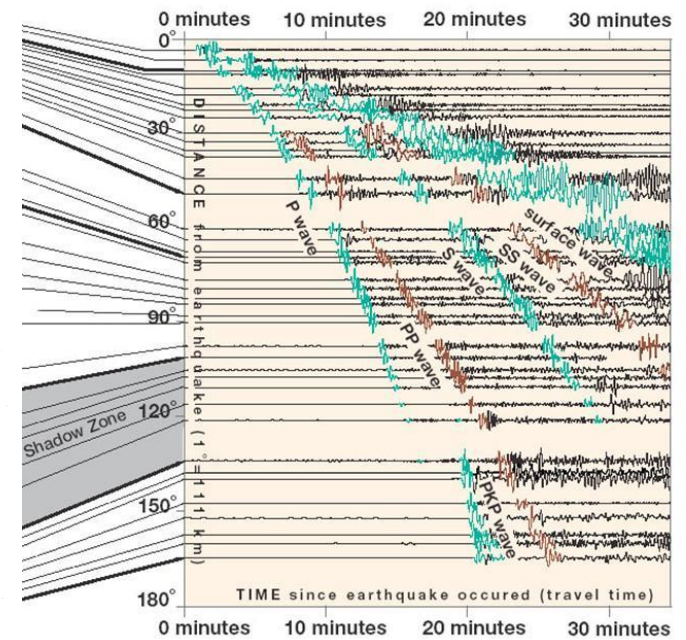 0 minutes 10 minutes 20 minutes 30 minutes
0°
30°
60°
90°
120°
150°
180°
DISTANCE from earthquake (1°=111 km)
P wave
PP wave
S wave
SS wave
surface wave
PKP wave
Shadow Zone
TIME since earthquake occured (travel time)
0 minutes 10 minutes 20 minutes 30 minutes